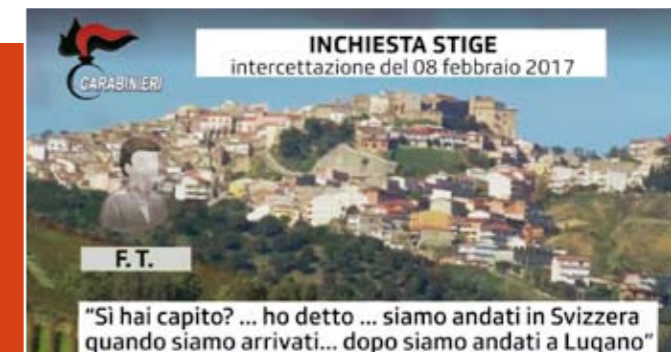 INCHIESTA STIGE
intercettazione del 08 febbraio 2017
CARABINIERI
F. T.
"Sì hai capito? ... ho detto ... siamo andati in Svizzera
quando siamo arrivati... dopo siamo andati a Lugano"